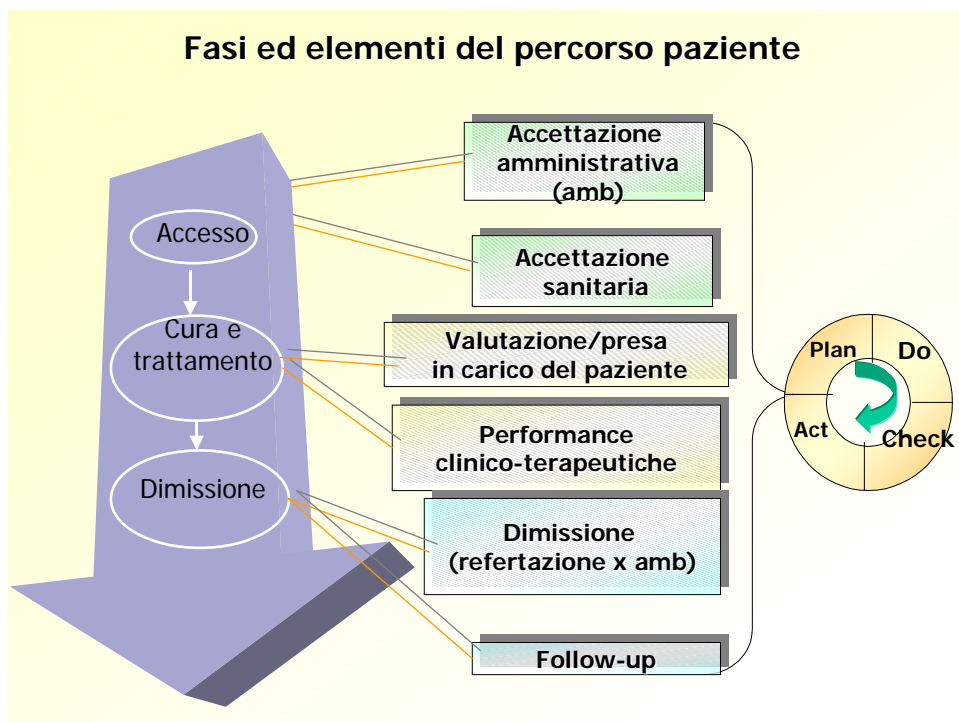 Fasi ed elementi del percorso paziente
Accesso
Cura e
trattamento
Dimissione
Accettazione
amministrativa
(amb)
Accettazione
sanitaria
Valutazione/presa
in carico del paziente
Performance
clinico-terapeutiche
Dimissione
(refertazione x amb)
Follow-up
Plan
Do
Act
Check